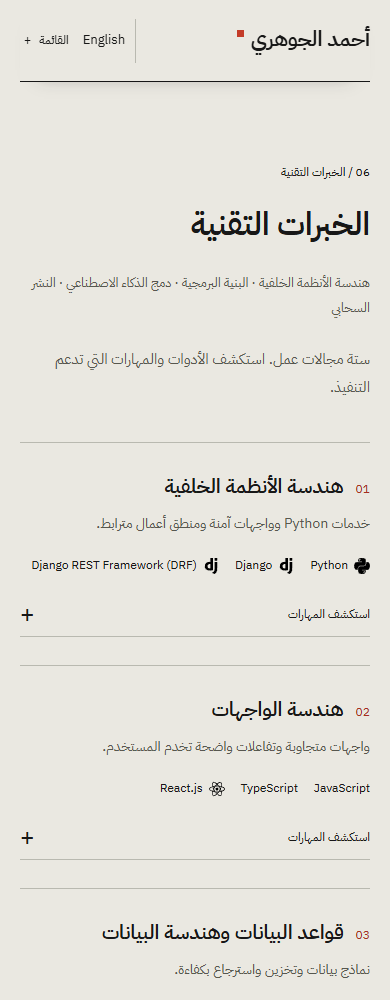 أحمد الجوهري
English
القائمة +
06 / الخبرات التقنية
الخبرات التقنية
هندسة الأنظمة الخلفية · البنية البرمجية · دمج الذكاء الاصطناعي · النشر
السحابي
ستة مجالات عمل. استكشف الأدوات والمهارات التي تدعم
التنفيذ.
01 هندسة الأنظمة الخلفية
خدمات Python وواجهات آمنة ومنطق أعمال مترابط.
Python Django Django REST Framework (DRF)
استكشف المهارات +
02 هندسة الواجهات
واجهات متجاوبة وتفاعلات واضحة تخدم المستخدم.
JavaScript TypeScript React.js
استكشف المهارات +
03 قواعد البيانات وهندسة البيانات
نماذج بيانات وتخزين واسترجاع بكفاءة.